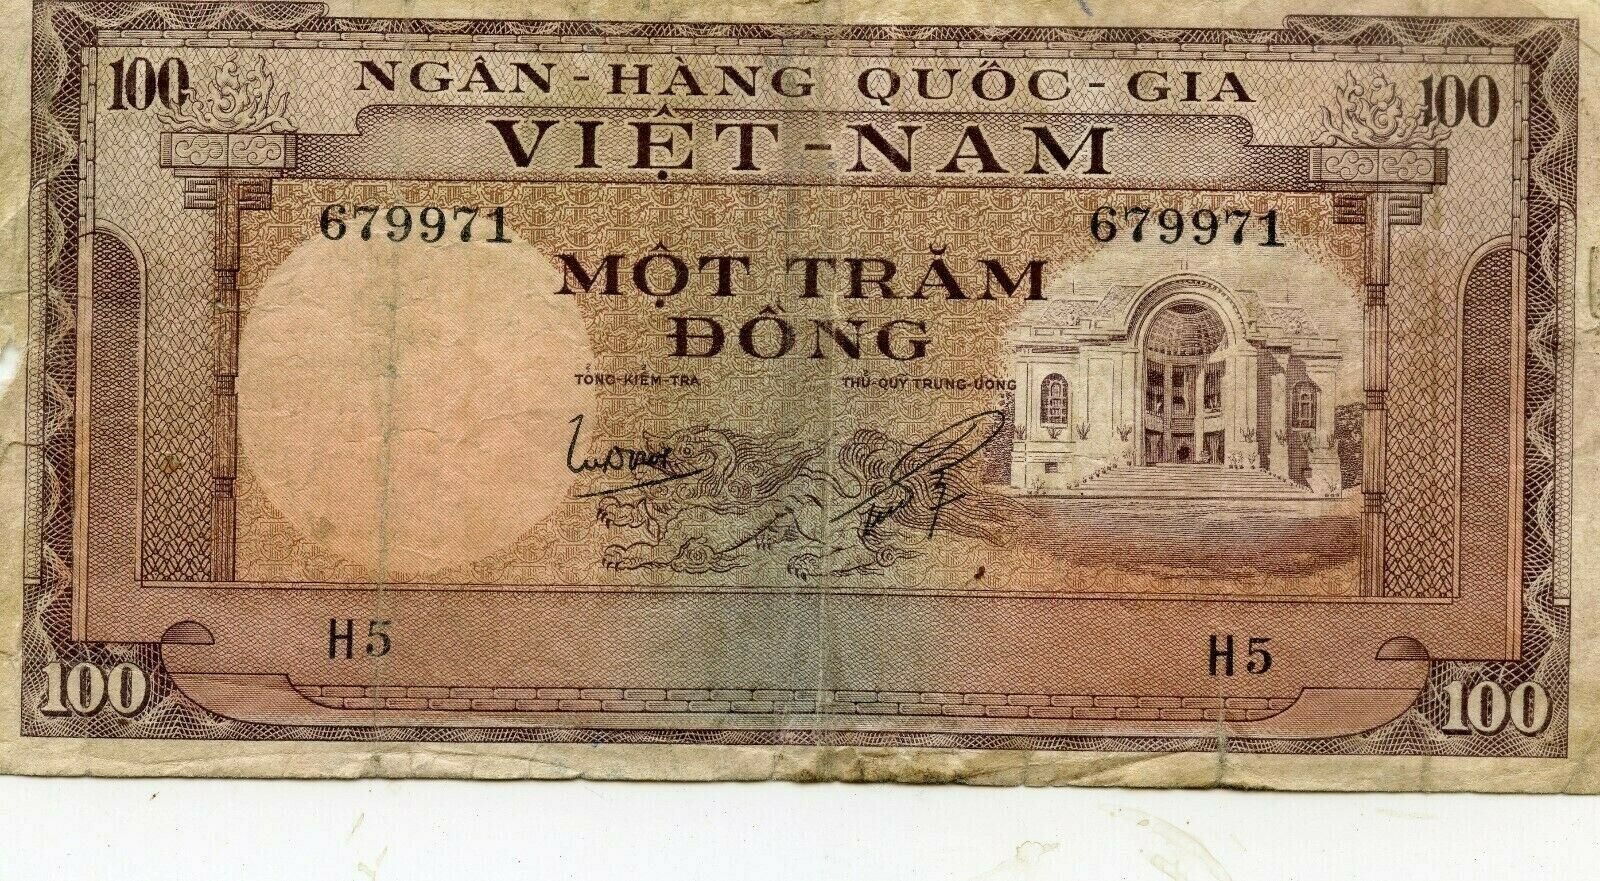 100 NGÂN-HÀNG QUỐC-GIA 100
VIỆT-NAM
679971 679971
MỘT TRĂM
ĐỒNG
TỔNG-KIỂM-TRA THỦ-QUỸ TRUNG-ƯƠNG
H5 H5
100 100